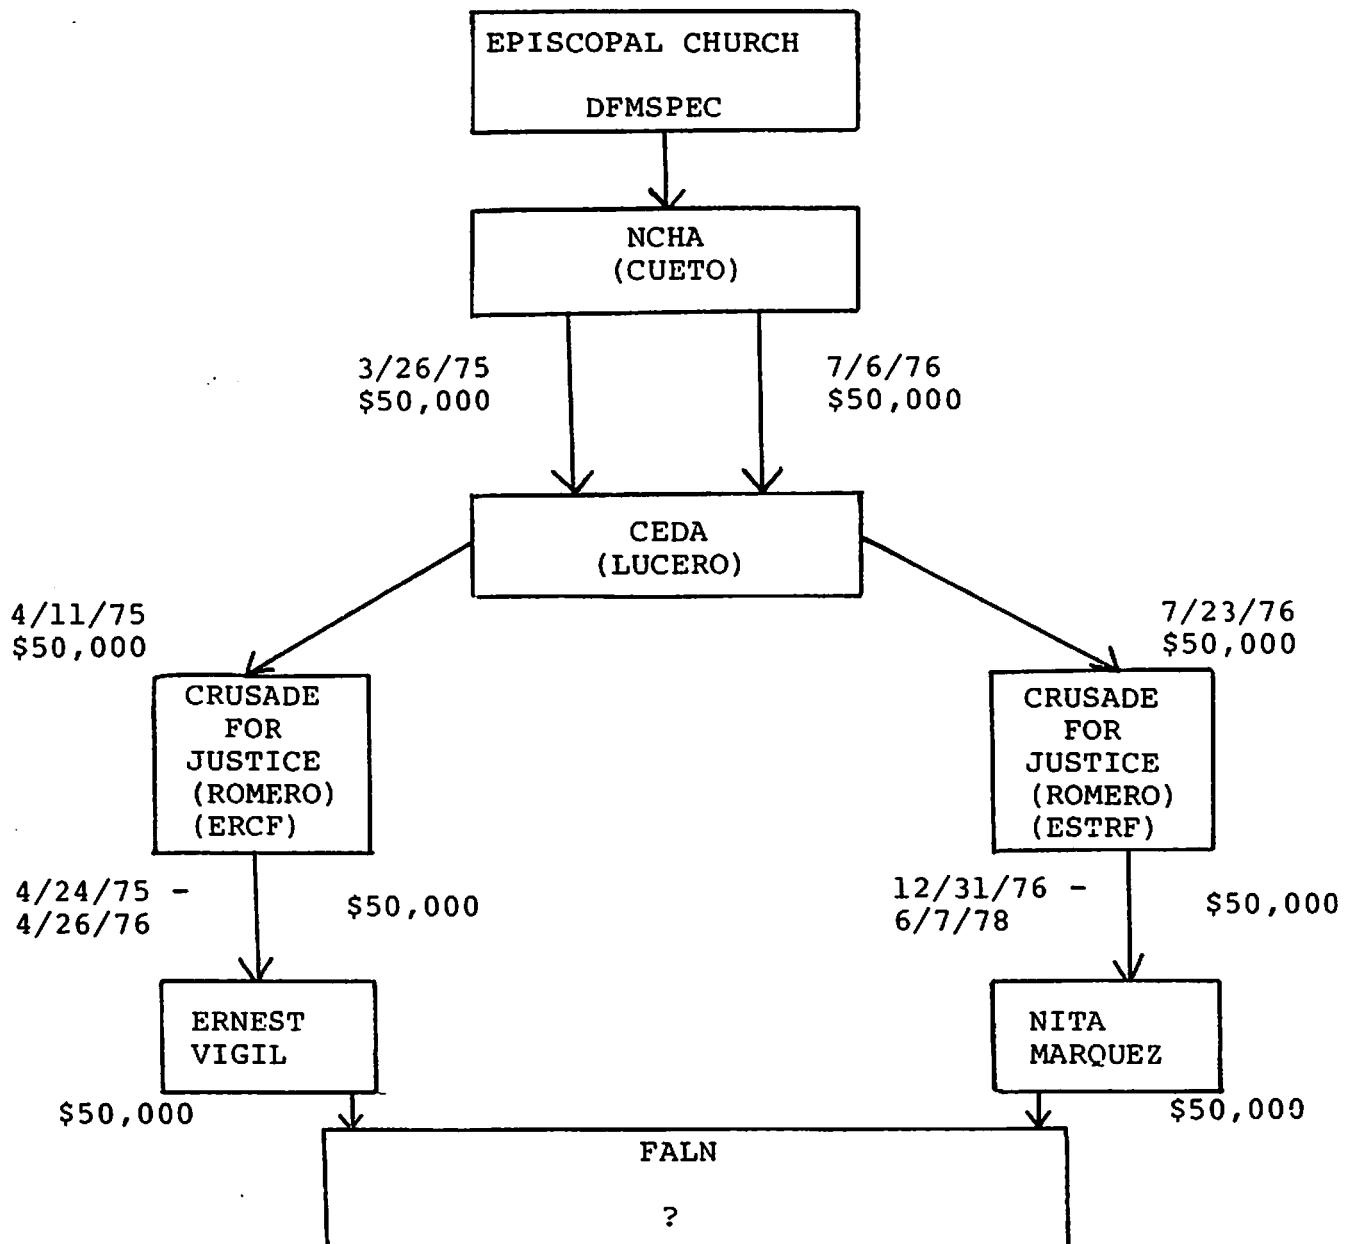 EPISCOPAL CHURCH
DFMSPEC
NCHA
(CUETO)
3/26/75
$50,000
7/6/76
$50,000
CEDA
(LUCERO)
4/11/75
$50,000
7/23/76
$50,000
CRUSADE
FOR
JUSTICE
(ROMERO)
(ERCF)
CRUSADE
FOR
JUSTICE
(ROMERO)
(ESTRF)
4/24/75 -
4/26/76
$50,000
12/31/76 -
6/7/78
$50,000
ERNEST
VIGIL
NITA
MARQUEZ
$50,000
$50,000
FALN
?